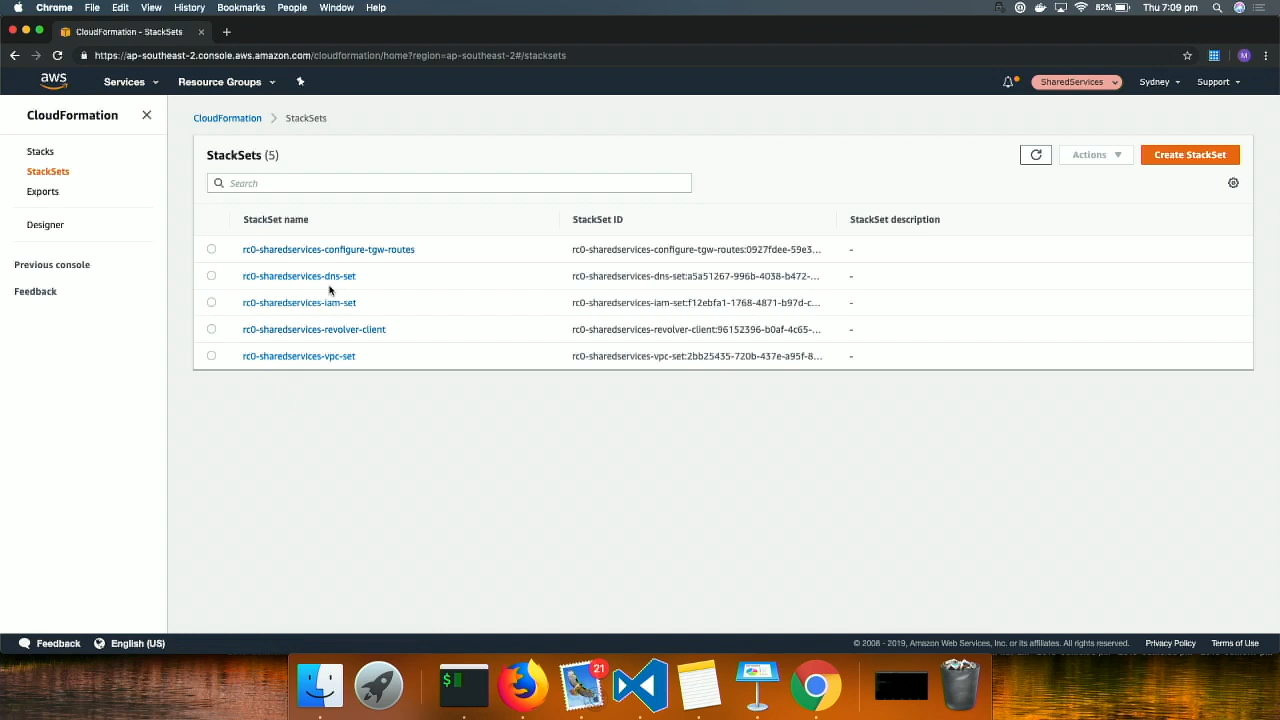 Chrome File Edit View History Bookmarks People Window Help 82% Thu 7:09 pm
CloudFormation - StackSets
https://ap-southeast-2.console.aws.amazon.com/cloudformation/home?region=ap-southeast-2#/stacksets
M
aws Services Resource Groups SharedServices Sydney Support
CloudFormation
Stacks
StackSets
Exports
Designer
Previous console
Feedback
CloudFormation StackSets
StackSets (5)
Actions Create StackSet
Search
StackSet name StackSet ID StackSet description
rc0-sharedservices-configure-tgw-routes rc0-sharedservices-configure-tgw-routes:0927fdee-59e3... -
rc0-sharedservices-dns-set rc0-sharedservices-dns-set:a5a51267-996b-4038-b472-... -
rc0-sharedservices-iam-set rc0-sharedservices-iam-set:f12ebfa1-1768-4871-b97d-c... -
rc0-sharedservices-revolver-client rc0-sharedservices-revolver-client:96152396-b0af-4c65-... -
rc0-sharedservices-vpc-set rc0-sharedservices-vpc-set:2bb25435-720b-437e-a95f-8... -
Feedback English (US) © 2008 - 2019, Amazon Web Services, Inc. or its affiliates. All rights reserved. Privacy Policy Terms of Use
$ 21